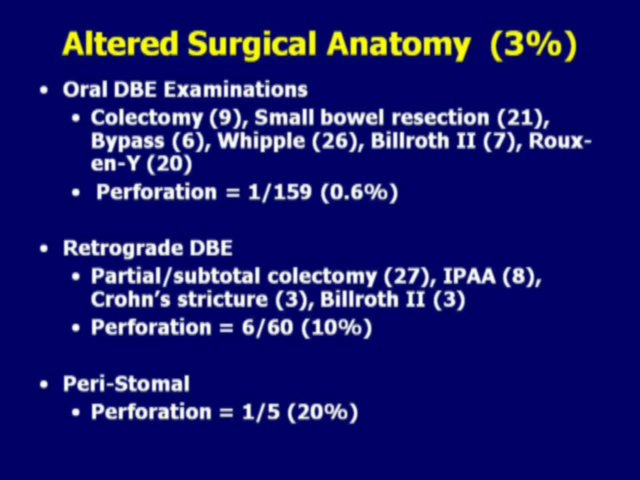 Altered Surgical Anatomy (3%)
• Oral DBE Examinations
• Colectomy (9), Small bowel resection (21),
Bypass (6), Whipple (26), Billroth II (7), Roux-
en-Y (20)
• Perforation = 1/159 (0.6%)
• Retrograde DBE
• Partial/subtotal colectomy (27), IPAA (8),
Crohn's stricture (3), Billroth II (3)
• Perforation = 6/60 (10%)
• Peri-Stomal
• Perforation = 1/5 (20%)